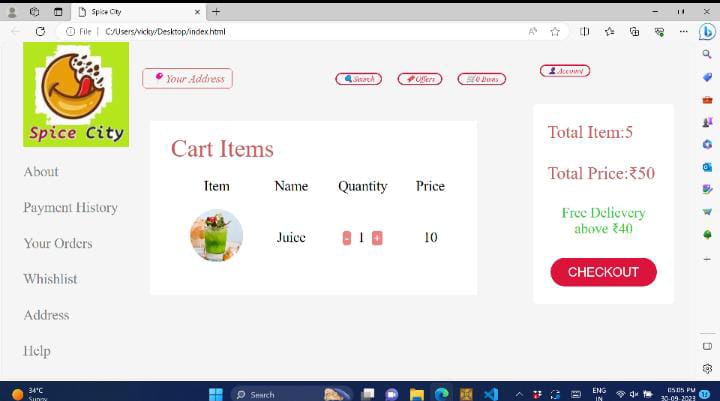 Spice City
File
C:/Users/vicky/Desktop/index.html
Spice City
Your Address
Search
Offers
0 Items
Account
About
Payment History
Your Orders
Whishlist
Address
Help
Cart Items
Item Name Quantity Price
Juice - 1 + 10
Total Item:5
Total Price:₹50
Free Delievery
above ₹40
CHECKOUT
34°C
Sunny
Search
ENG
IN
05:05 PM
30-09-2023